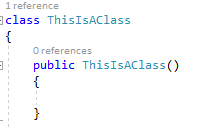 1 reference
class ThisIsAClass
{
0 references
public ThisIsAClass()
{
}